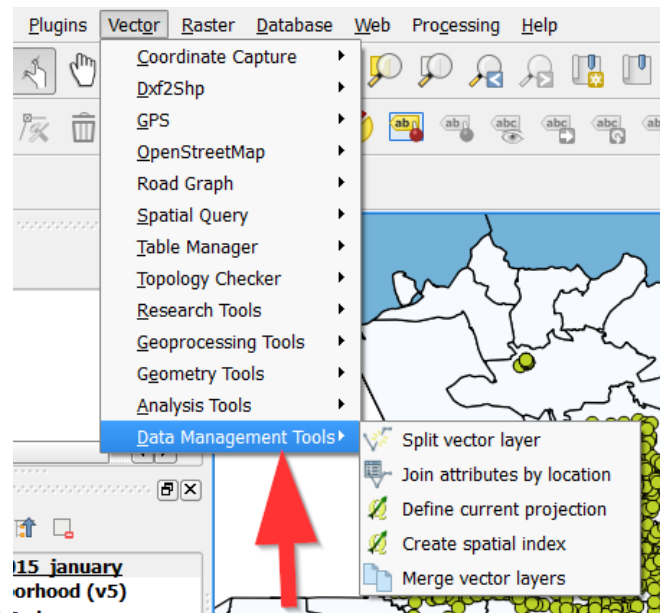 Plugins Vector Raster Database Web Processing Help
Coordinate Capture
Dxf2Shp
GPS
OpenStreetMap
Road Graph
Spatial Query
Table Manager
Topology Checker
Research Tools
Geoprocessing Tools
Geometry Tools
Analysis Tools
Data Management Tools
Split vector layer
Join attributes by location
Define current projection
Create spatial index
Merge vector layers
abc abc abc abc
015_january
orhood (v5)